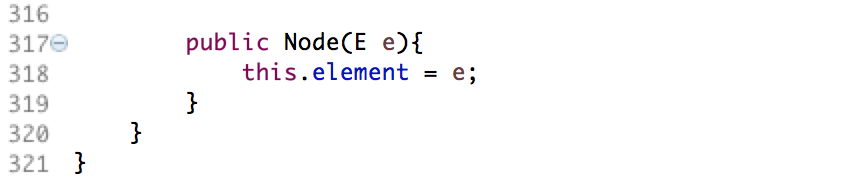 316
317 public Node(E e){
318 this.element = e;
319 }
320 }
321 }